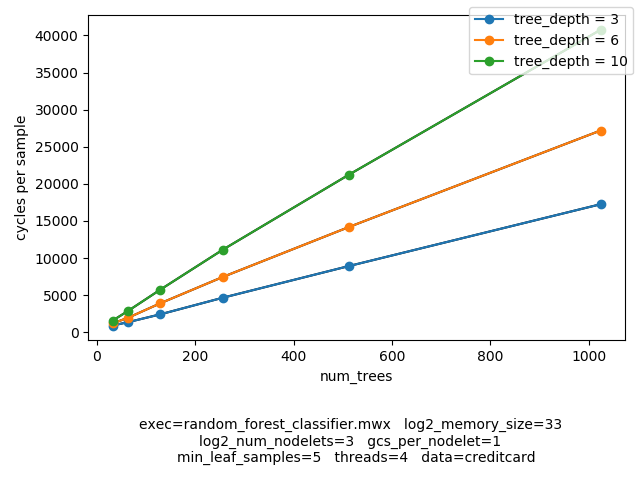 tree_depth = 3
tree_depth = 6
tree_depth = 10
40000
35000
30000
25000
20000
15000
10000
5000
0
cycles per sample
0 200 400 600 800 1000
num_trees
exec=random_forest_classifier.mwx log2_memory_size=33
log2_num_nodelets=3 gcs_per_nodelet=1
min_leaf_samples=5 threads=4 data=creditcard